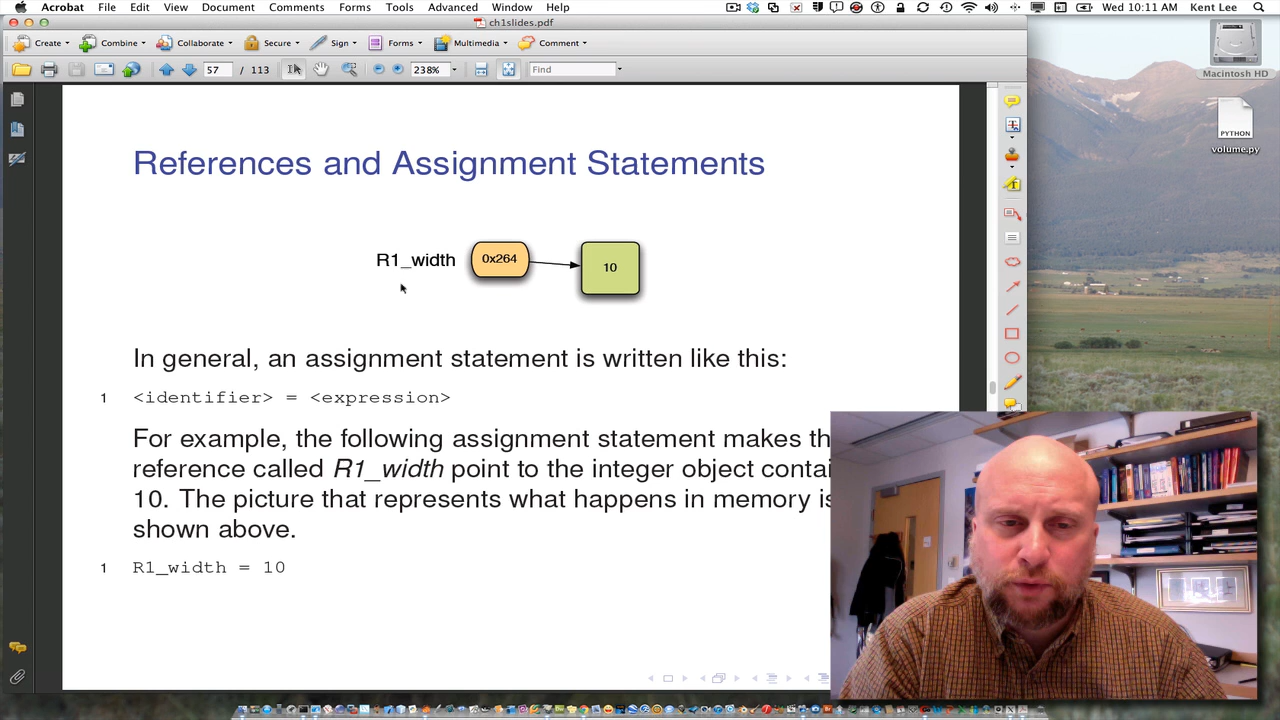 Acrobat File Edit View Document Comments Forms Tools Advanced Window Help Wed 10:11 AM Kent Lee
ch1slides.pdf
Create Combine Collaborate Secure Sign Forms Multimedia Comment
57 / 113 238% Find
Macintosh HD
PYTHON
volume.py
References and Assignment Statements
R1_width 0x264 10
In general, an assignment statement is written like this:
1 <identifier> = <expression>
For example, the following assignment statement makes th
reference called R1_width point to the integer object contai
10. The picture that represents what happens in memory is
shown above.
1 R1_width = 10